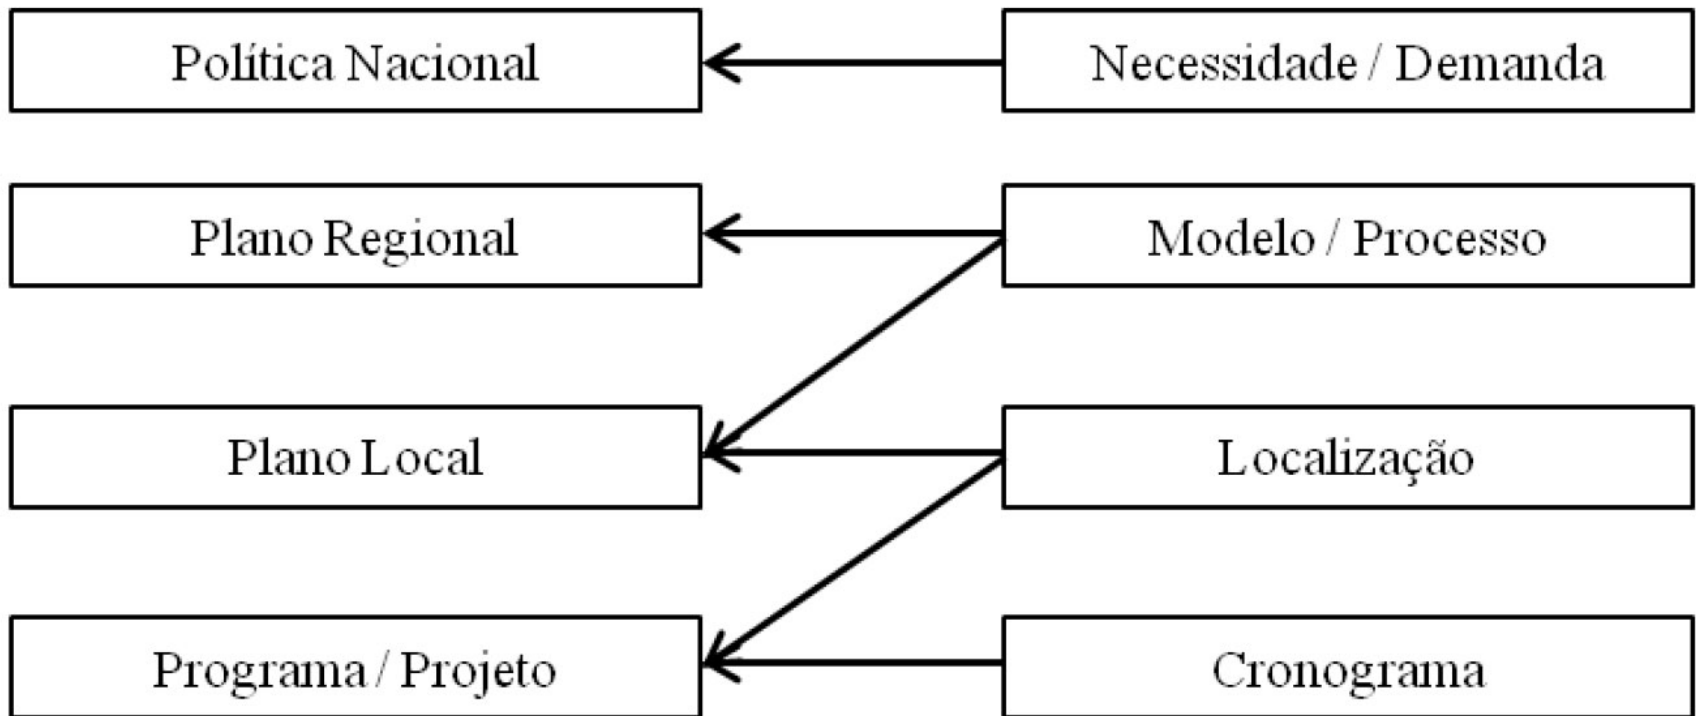 Política Nacional
Necessidade / Demanda
Plano Regional
Modelo / Processo
Plano Local
Localização
Programa / Projeto
Cronograma